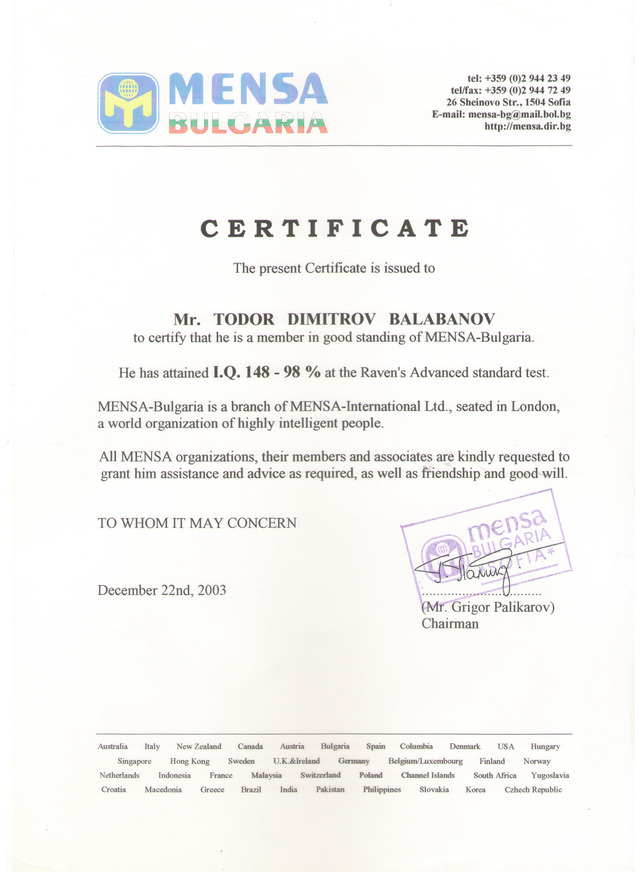 MENSA
BULGARIA
tel: +359 (0)2 944 23 49
tel/fax: +359 (0)2 944 72 49
26 Sheinovo Str., 1504 Sofia
E-mail: mensa-bg@mail.bol.bg
http://mensa.dir.bg
CERTIFICATE
The present Certificate is issued to
Mr. TODOR DIMITROV BALABANOV
to certify that he is a member in good standing of MENSA-Bulgaria.
He has attained I.Q. 148 - 98 % at the Raven's Advanced standard test.
MENSA-Bulgaria is a branch of MENSA-International Ltd., seated in London,
a world organization of highly intelligent people.
All MENSA organizations, their members and associates are kindly requested to
grant him assistance and advice as required, as well as friendship and good will.
TO WHOM IT MAY CONCERN
mensa
BULGARIA
*SOFIA*
December 22nd, 2003
(Mr. Grigor Palikarov)
Chairman
Australia Italy New Zealand Canada Austria Bulgaria Spain Columbia Denmark USA Hungary
Singapore Hong Kong Sweden U.K.&Ireland Germany Belgium/Luxembourg Finland Norway
Netherlands Indonesia France Malaysia Switzerland Poland Channel Islands South Africa Yugoslavia
Croatia Macedonia Greece Brazil India Pakistan Philippines Slovakia Korea Czhech Republic